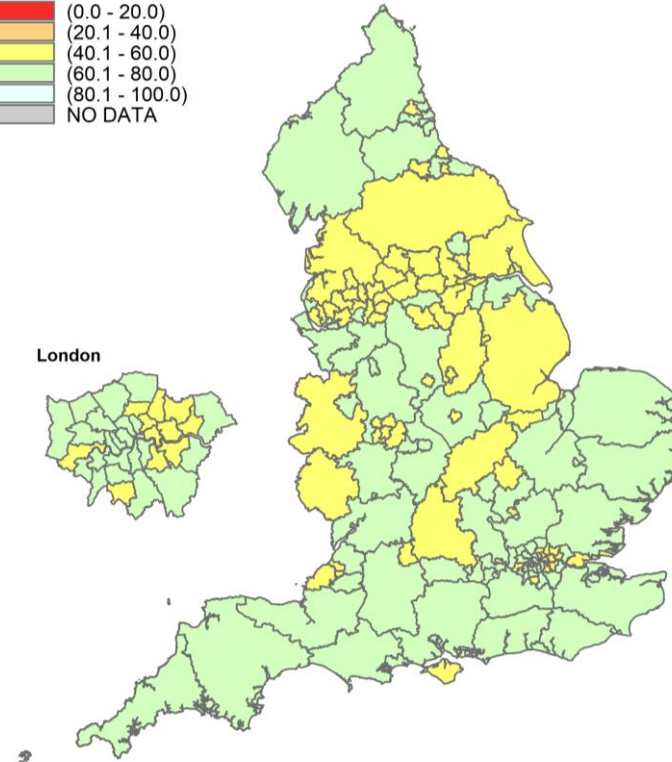 (0.0 - 20.0)
(20.1 - 40.0)
(40.1 - 60.0)
(60.1 - 80.0)
(80.1 - 100.0)
NO DATA
London